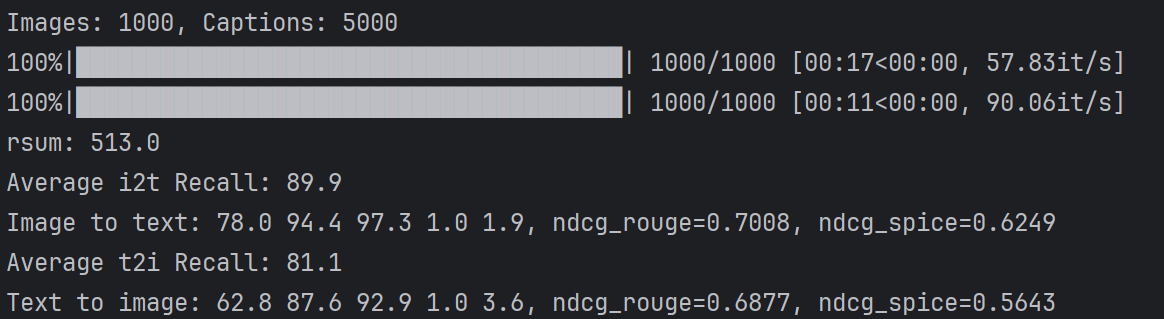 Images: 1000, Captions: 5000
100%|██████████| 1000/1000 [00:17<00:00, 57.83it/s]
100%|██████████| 1000/1000 [00:11<00:00, 90.06it/s]
rsum: 513.0
Average i2t Recall: 89.9
Image to text: 78.0 94.4 97.3 1.0 1.9, ndcg_rouge=0.7008, ndcg_spice=0.6249
Average t2i Recall: 81.1
Text to image: 62.8 87.6 92.9 1.0 3.6, ndcg_rouge=0.6877, ndcg_spice=0.5643